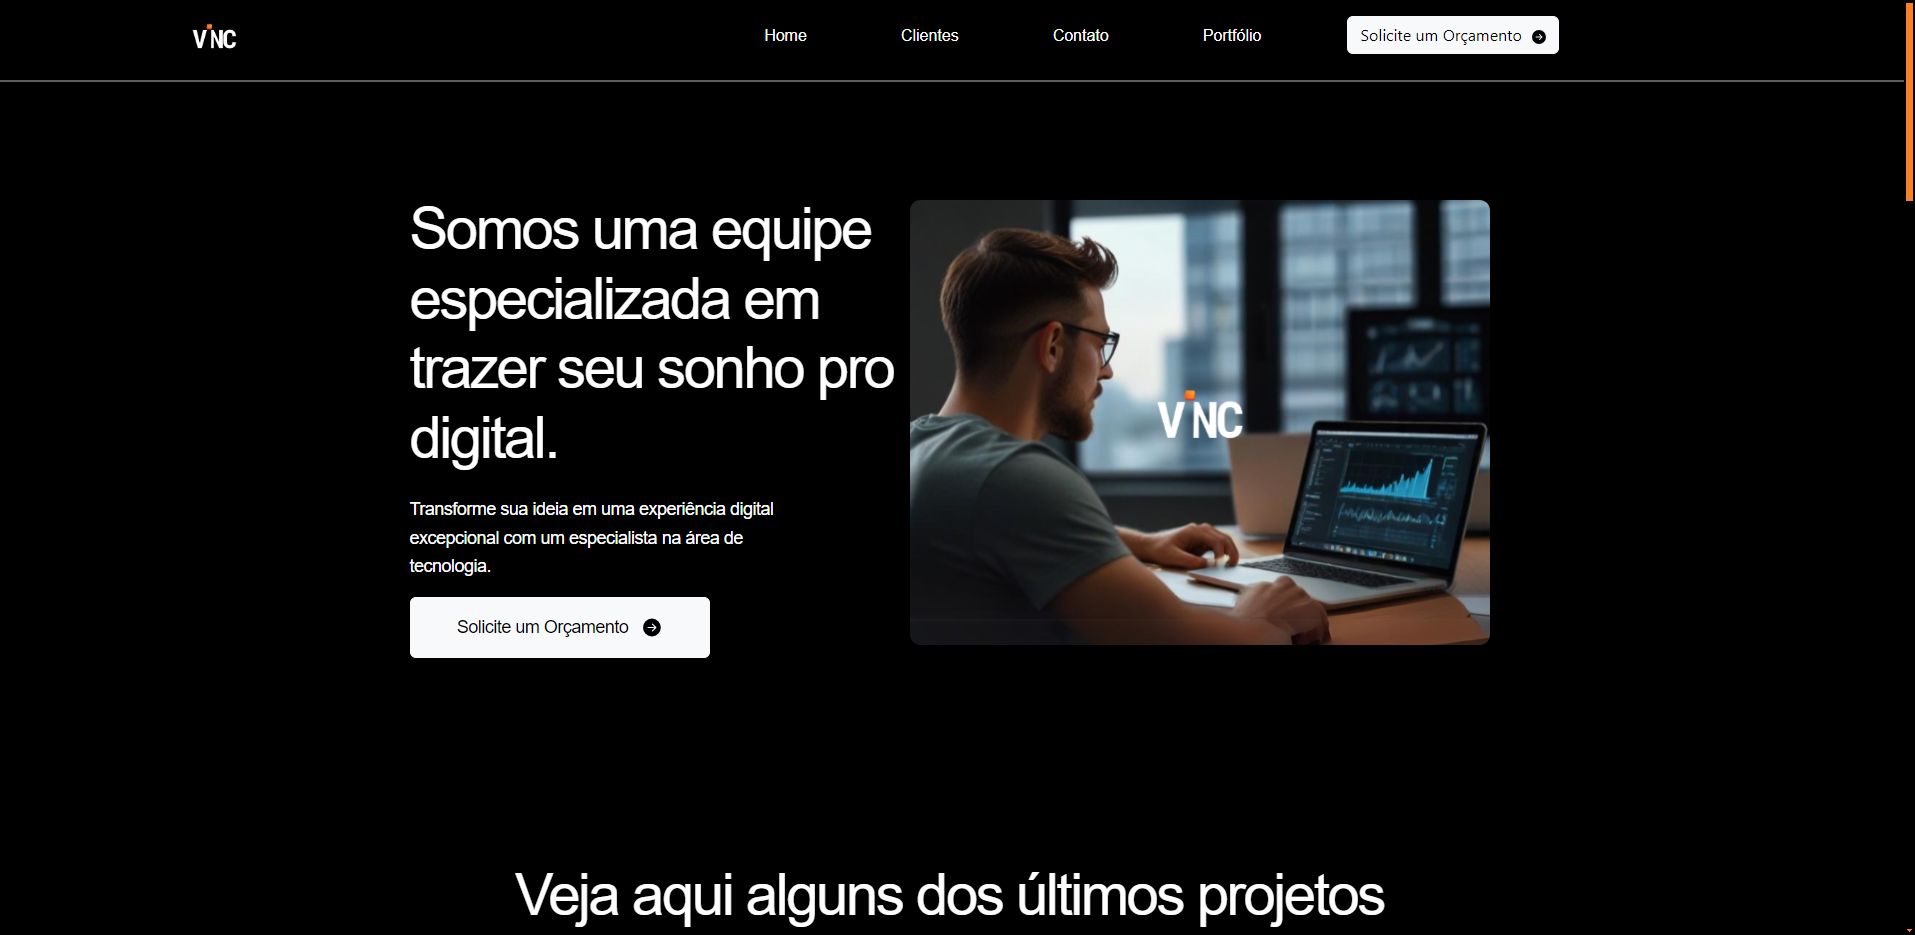 VINC
Home
Clientes
Contato
Portfólio
Solicite um Orçamento
Somos uma equipe
especializada em
trazer seu sonho pro
digital.
Transforme sua ideia em uma experiência digital
excepcional com um especialista na área de
tecnologia.
Solicite um Orçamento
VINC
Veja aqui alguns dos últimos projetos